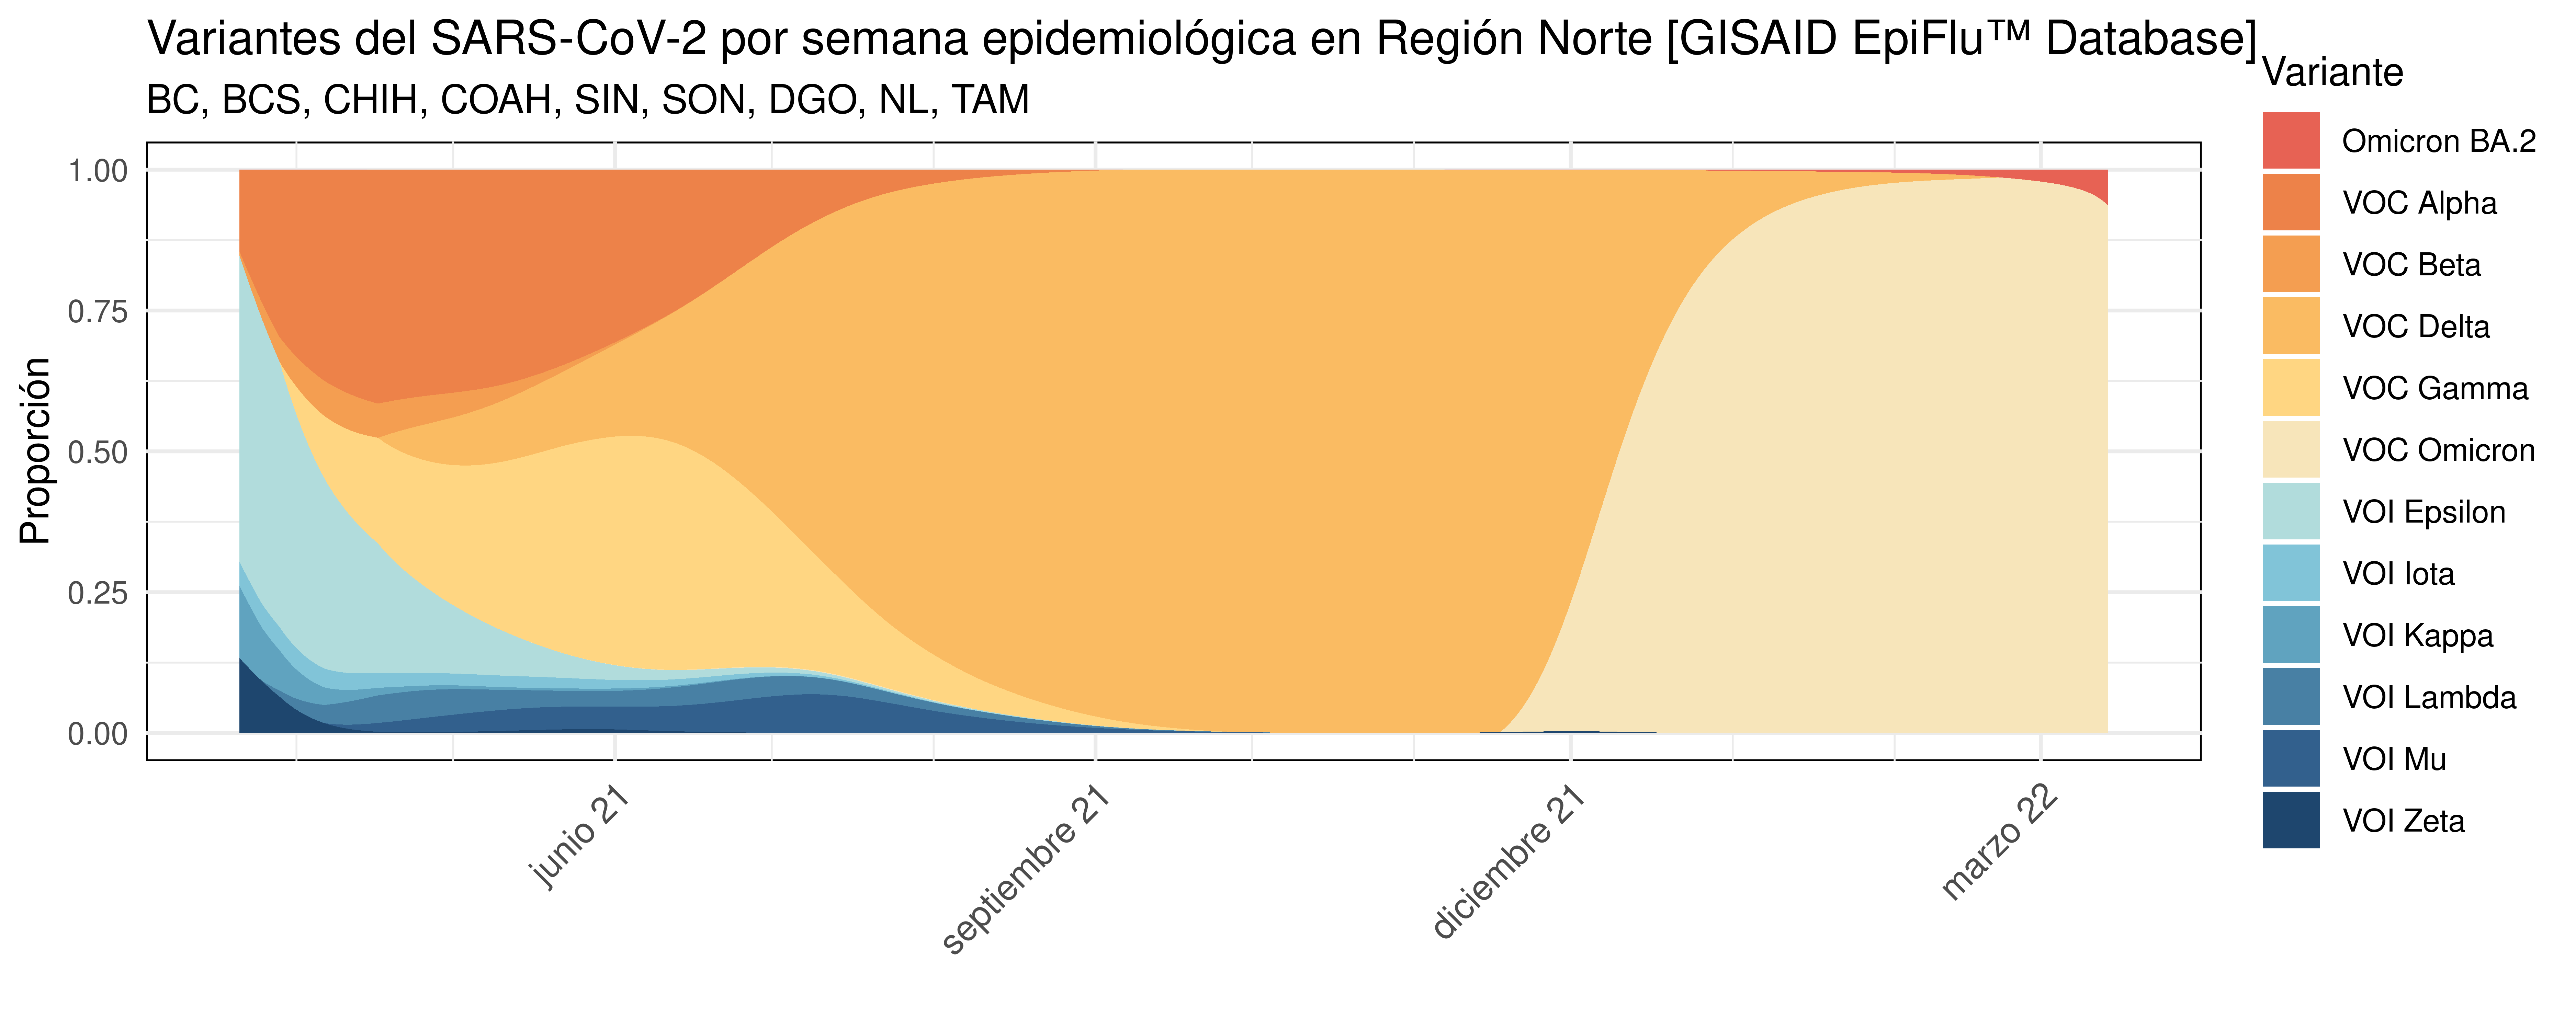 Variantes del SARS-CoV-2 por semana epidemiológica en Región Norte [GISAID EpiFlu™ Database]
BC, BCS, CHIH, COAH, SIN, SON, DGO, NL, TAM
Proporción
1.00
0.75
0.50
0.25
0.00
junio 21
septiembre 21
diciembre 21
marzo 22
Variante
Omicron BA.2
VOC Alpha
VOC Beta
VOC Delta
VOC Gamma
VOC Omicron
VOI Epsilon
VOI Iota
VOI Kappa
VOI Lambda
VOI Mu
VOI Zeta